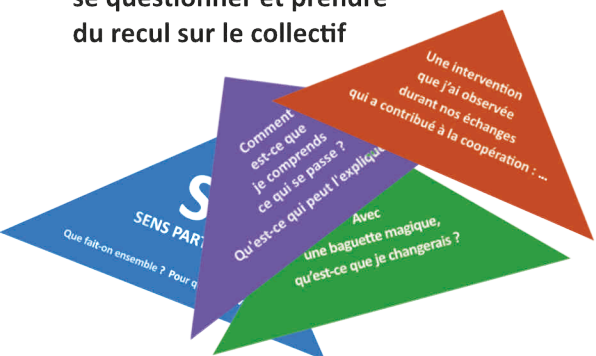 se questionner et prendre
du recul sur le collectif
Une intervention
que j'ai observée
durant nos échanges
qui a contribué à la coopération : ...
Comment
est-ce que
je comprends
ce qui se passe ?
Qu'est-ce qui peut l'expliquer
S
SENS
Que fait-on ensemble ? Pour
Avec
une baguette magique,
qu'est-ce que je changerais ?